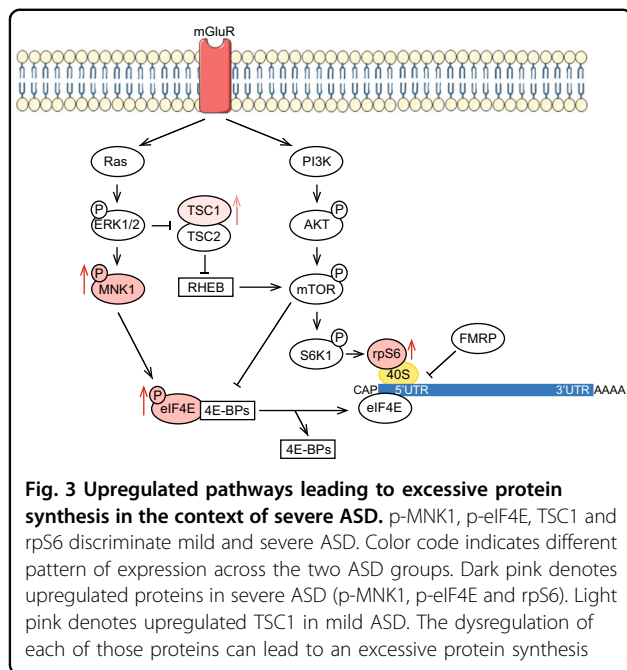 mGluR
Ras
PI3K
P
ERK1/2
TSC1
TSC2
AKT
P
P
MNK1
RHEB
mTOR
P
S6K1
P
rpS6
40S
FMRP
CAP
5'UTR
3'UTR
AAAA
P
eIF4E
4E-BPs
eIF4E
4E-BPs
Fig. 3 Upregulated pathways leading to excessive protein
synthesis in the context of severe ASD. p-MNK1, p-eIF4E, TSC1 and
rpS6 discriminate mild and severe ASD. Color code indicates different
pattern of expression across the two ASD groups. Dark pink denotes
upregulated proteins in severe ASD (p-MNK1, p-eIF4E and rpS6). Light
pink denotes upregulated TSC1 in mild ASD. The dysregulation of
each of those proteins can lead to an excessive protein synthesis